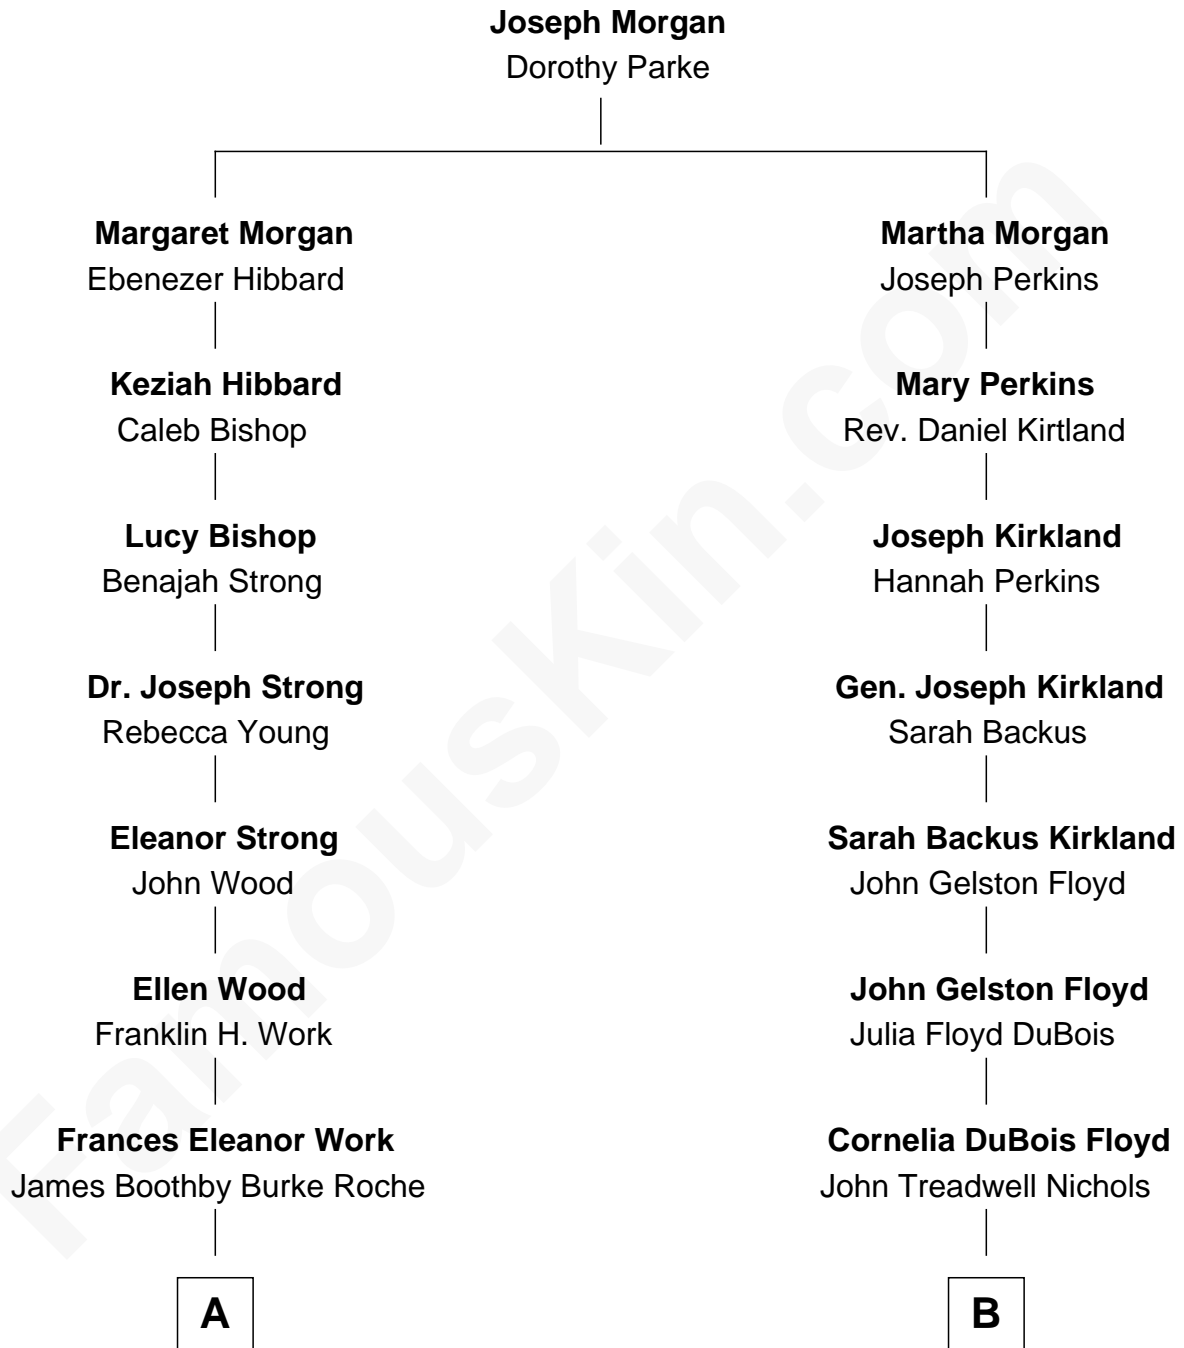 Joseph Morgan
Dorothy Parke
Margaret Morgan
Ebenezer Hibbard
Martha Morgan
Joseph Perkins
Keziah Hibbard
Caleb Bishop
Mary Perkins
Rev. Daniel Kirtland
Lucy Bishop
Benajah Strong
Joseph Kirkland
Hannah Perkins
Dr. Joseph Strong
Rebecca Young
Gen. Joseph Kirkland
Sarah Backus
Eleanor Strong
John Wood
Sarah Backus Kirkland
John Gelston Floyd
Ellen Wood
Franklin H. Work
John Gelston Floyd
Julia Floyd DuBois
Frances Eleanor Work
James Boothby Burke Roche
Cornelia DuBois Floyd
John Treadwell Nichols
A
B
FamousKin.com